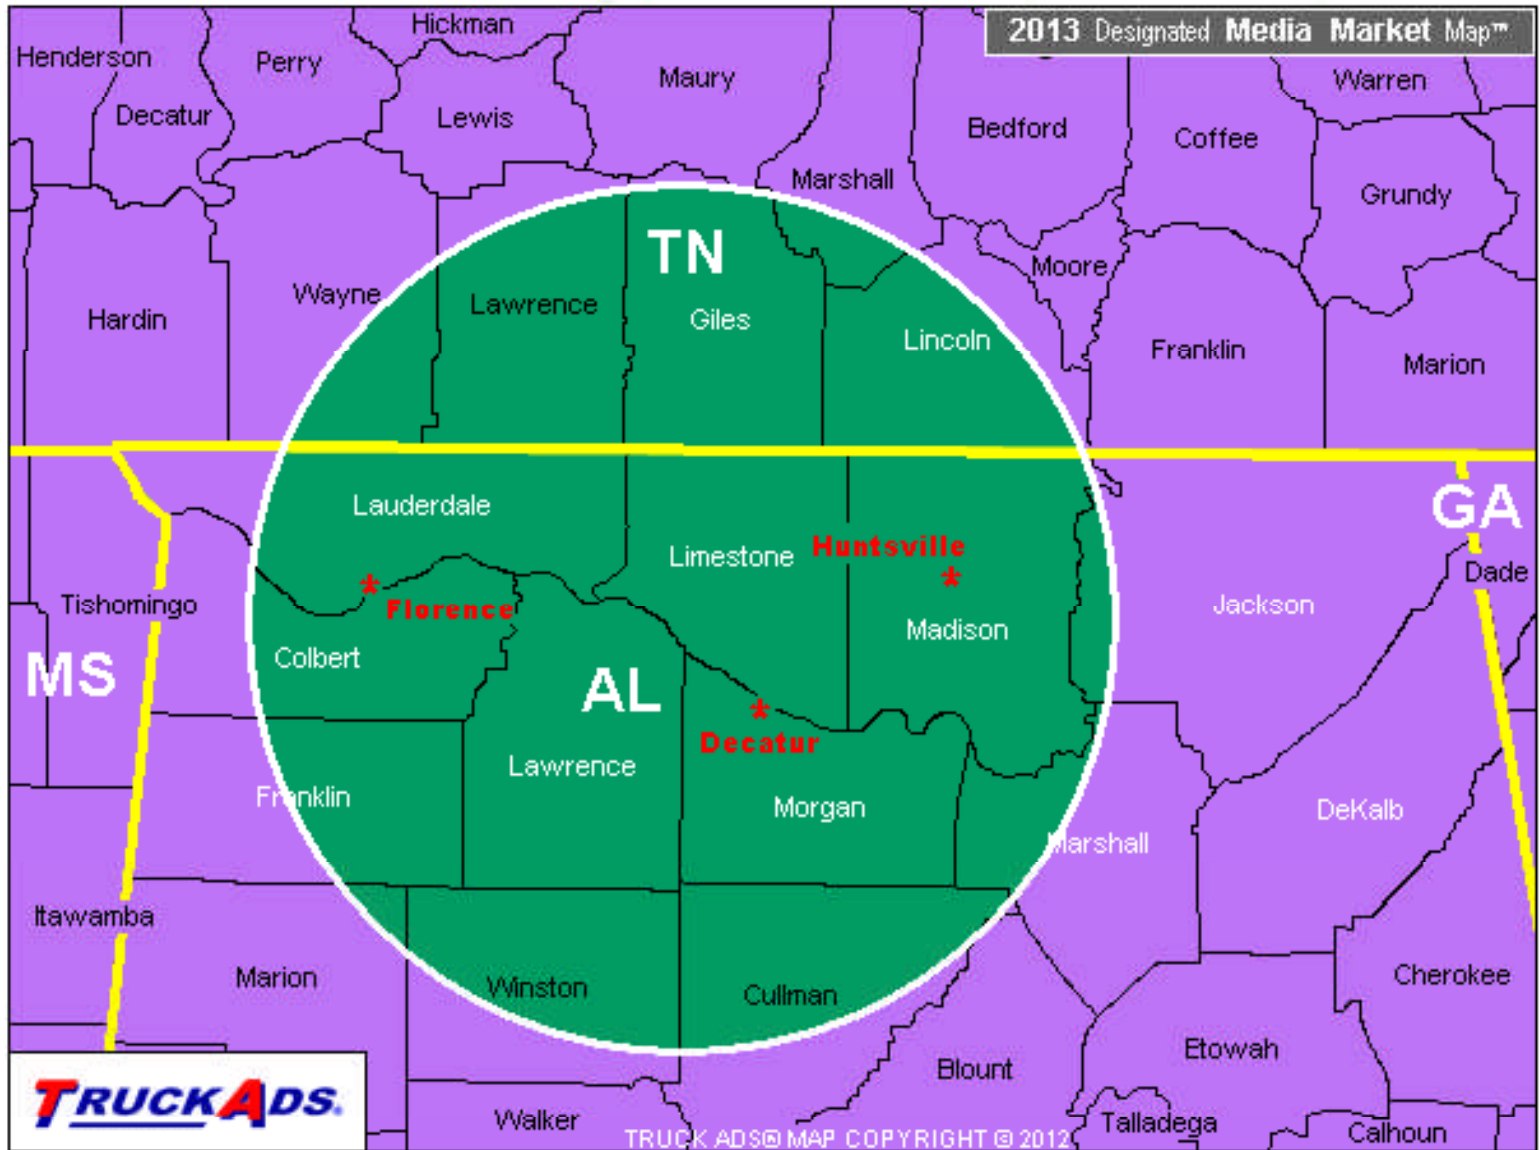 Hickman
2013 Designated Media Market Map™
Henderson
Perry
Maury
Warren
Decatur
Lewis
Bedford
Coffee
Marshall
Grundy
TN
Moore
Wayne
Lawrence
Giles
Hardin
Lincoln
Franklin
Marion
Lauderdale
GA
Huntsville
Limestone
Dade
Tishomingo
Florence
Jackson
Madison
Colbert
MS
AL
Decatur
Lawrence
Franklin
Morgan
DeKalb
Marshall
Itawamba
Marion
Winston
Cullman
Cherokee
Etowah
Blount
TRUCKADS®
Walker
Talladega
Calhoun
TRUCK ADS® MAP COPYRIGHT © 2012